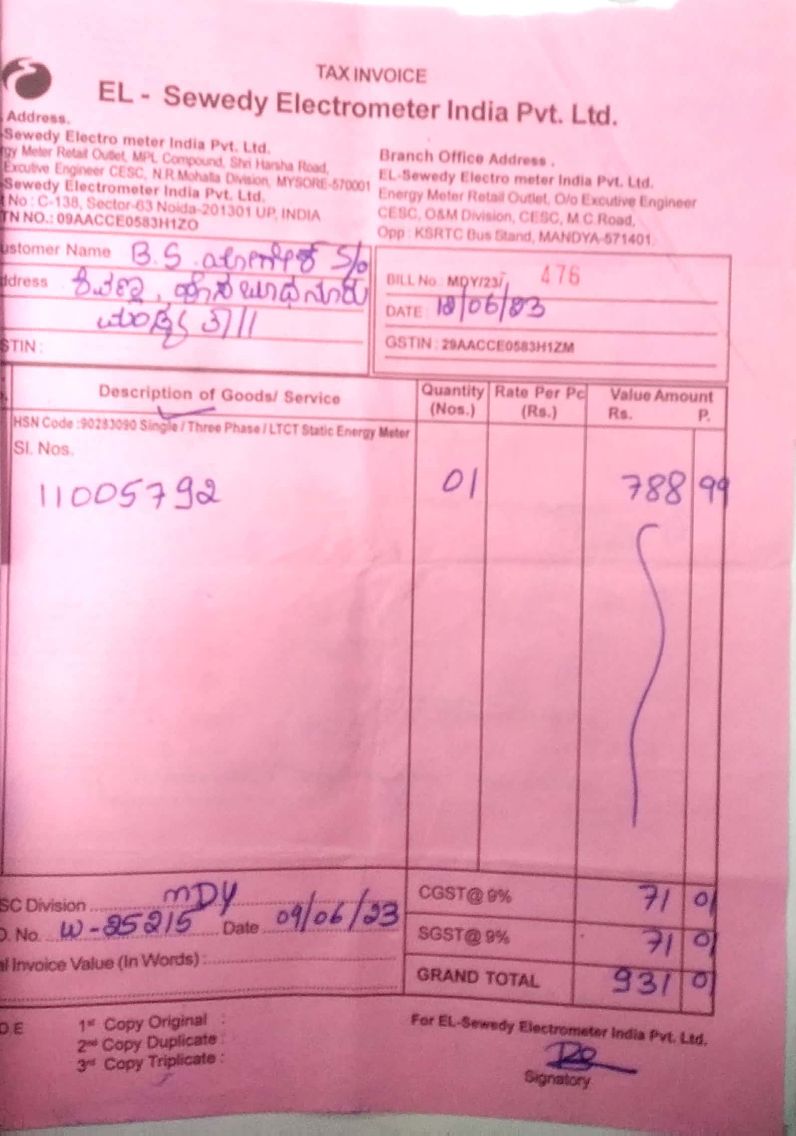 TAX INVOICE
EL - Sewedy Electrometer India Pvt. Ltd.
Address.
Sewedy Electro meter India Pvt. Ltd.
gy Meter Retail Outlet, MPL Compound, Shri Harsha Road,
Excutive Engineer CESC, N.R.Mohalla Division, MYSORE-570001
Sewedy Electrometer India Pvt. Ltd.
t No : C-138, Sector-63 Noida-201301 UP, INDIA
TN NO.: 09AACCE0583H1ZO
Branch Office Address .
EL-Sewedy Electro meter India Pvt. Ltd.
Energy Meter Retail Outlet, O/o Excutive Engineer
CESC, O&M Division, CESC, M.C.Road,
Opp : KSRTC Bus Stand, MANDYA-571401
ustomer Name B.S. S/o
ddress
STIN :
BILL No : MDY/23/ 476
DATE : 12/06/23
GSTIN : 29AACCE0583H1ZM
Description of Goods/ Service Quantity (Nos.) Rate Per Pc (Rs.) Value Amount Rs. P.
HSN Code :90283090 Single / Three Phase / LTCT Static Energy Meter
Sl. Nos.
11005792 01 788 99
SC Division MDY
O. No. W-25215 Date 09/06/23
l Invoice Value (In Words) :
CGST@ 9% 71 01
SGST@ 9% 71 01
GRAND TOTAL 931 01
O.E
1st Copy Original :
2nd Copy Duplicate :
3rd Copy Triplicate :
For EL-Sewedy Electrometer India Pvt. Ltd.
Signatory